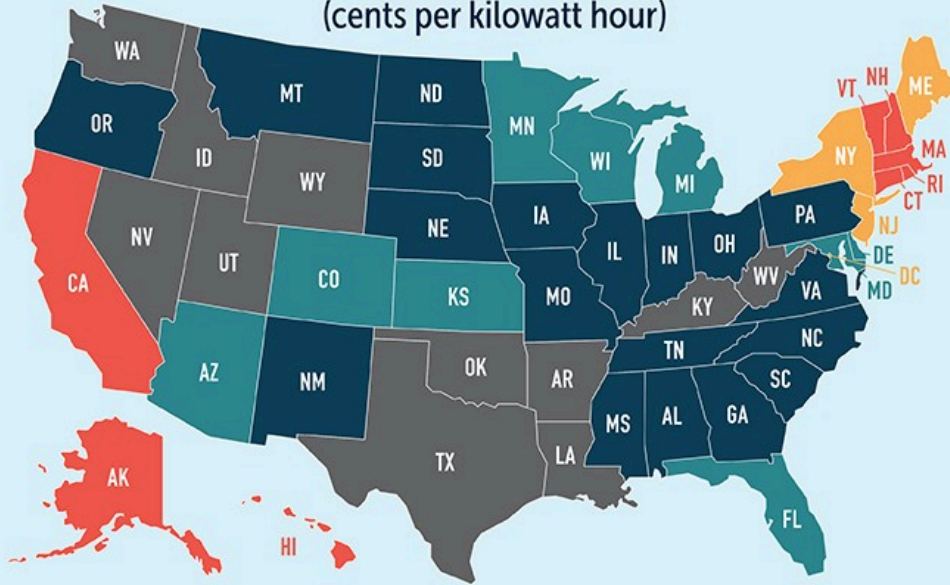 (cents per kilowatt hour)
WA
MT
ND
MN
VT
NH
ME
OR
ID
SD
WI
MI
NY
MA
RI
CT
WY
NE
IA
PA
NJ
NV
UT
CO
KS
IL
IN
OH
DE
DC
MD
CA
MO
WV
KY
VA
NC
TN
SC
AZ
NM
OK
AR
MS
AL
GA
TX
LA
AK
FL
HI